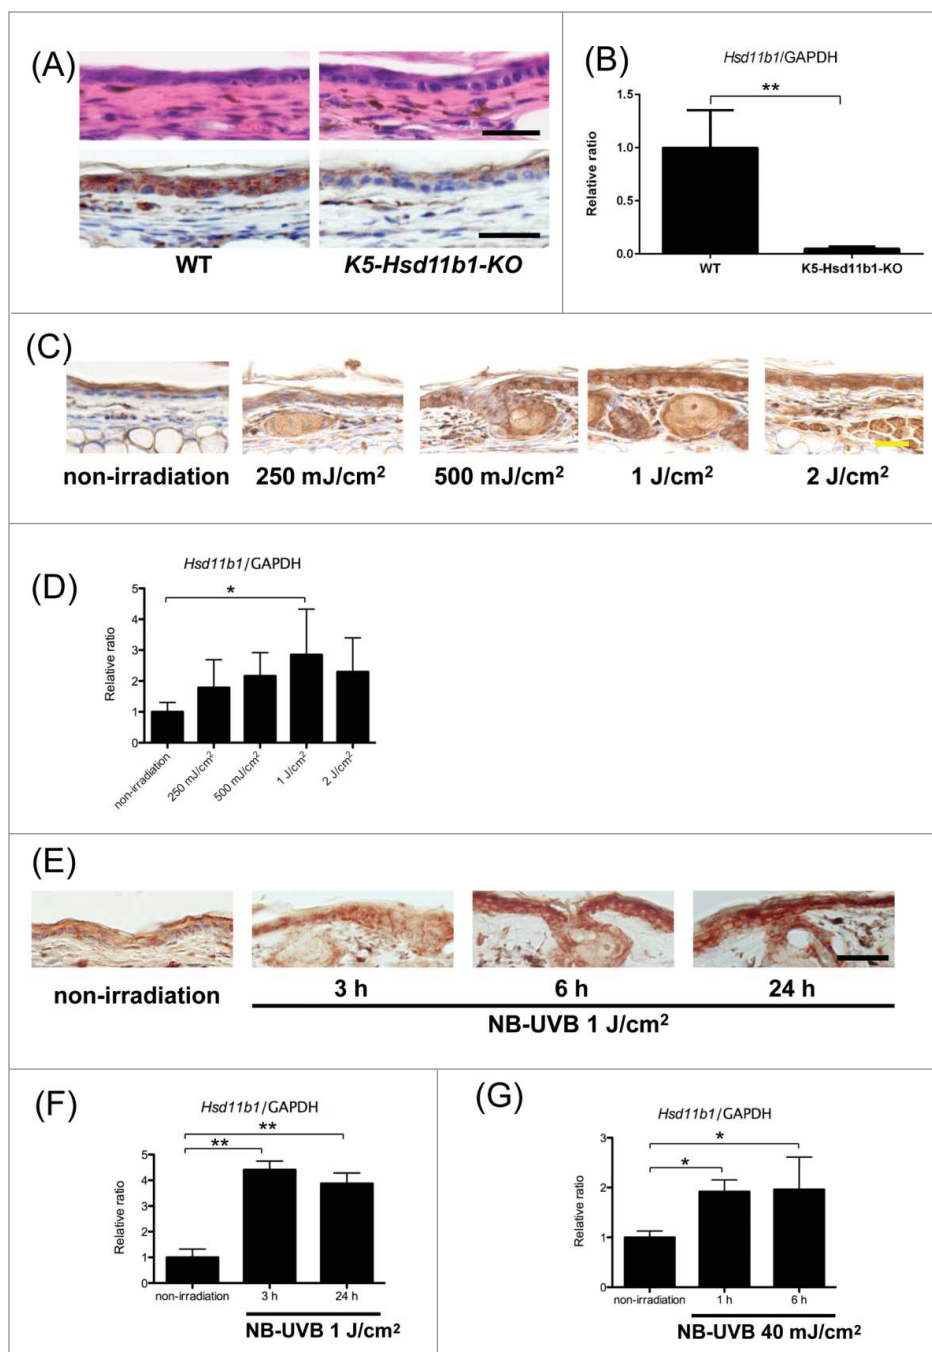 (A)
WT
K5-Hsd11b1-KO
(B)
Hsd11b1/GAPDH
**
Relative ratio
1.5
1.0
0.5
0.0
WT
K5-Hsd11b1-KO
(C)
non-irradiation
250 mJ/cm²
500 mJ/cm²
1 J/cm²
2 J/cm²
(D)
Hsd11b1/GAPDH
*
Relative ratio
5
4
3
2
1
0
non-irradiation
250 mJ/cm²
500 mJ/cm²
1 J/cm²
2 J/cm²
(E)
non-irradiation
3 h
6 h
24 h
NB-UVB 1 J/cm²
(F)
Hsd11b1/GAPDH
**
**
Relative ratio
5
4
3
2
1
0
non-irradiation
3 h
24 h
NB-UVB 1 J/cm²
(G)
Hsd11b1/GAPDH
*
*
Relative ratio
3
2
1
0
non-irradiation
1 h
6 h
NB-UVB 40 mJ/cm²